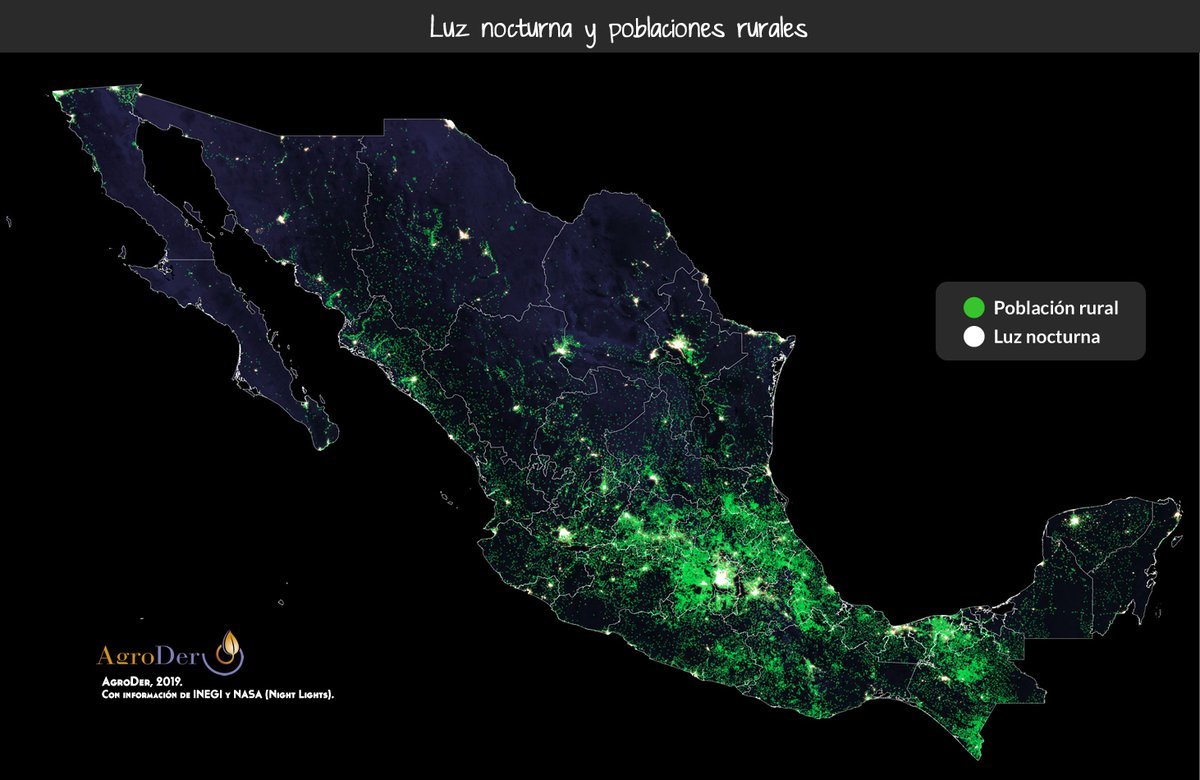 Luz nocturna y poblaciones rurales
Población rural
Luz nocturna
AgroDer
AgroDer, 2019.
Con información de INEGI y NASA (Night Lights).